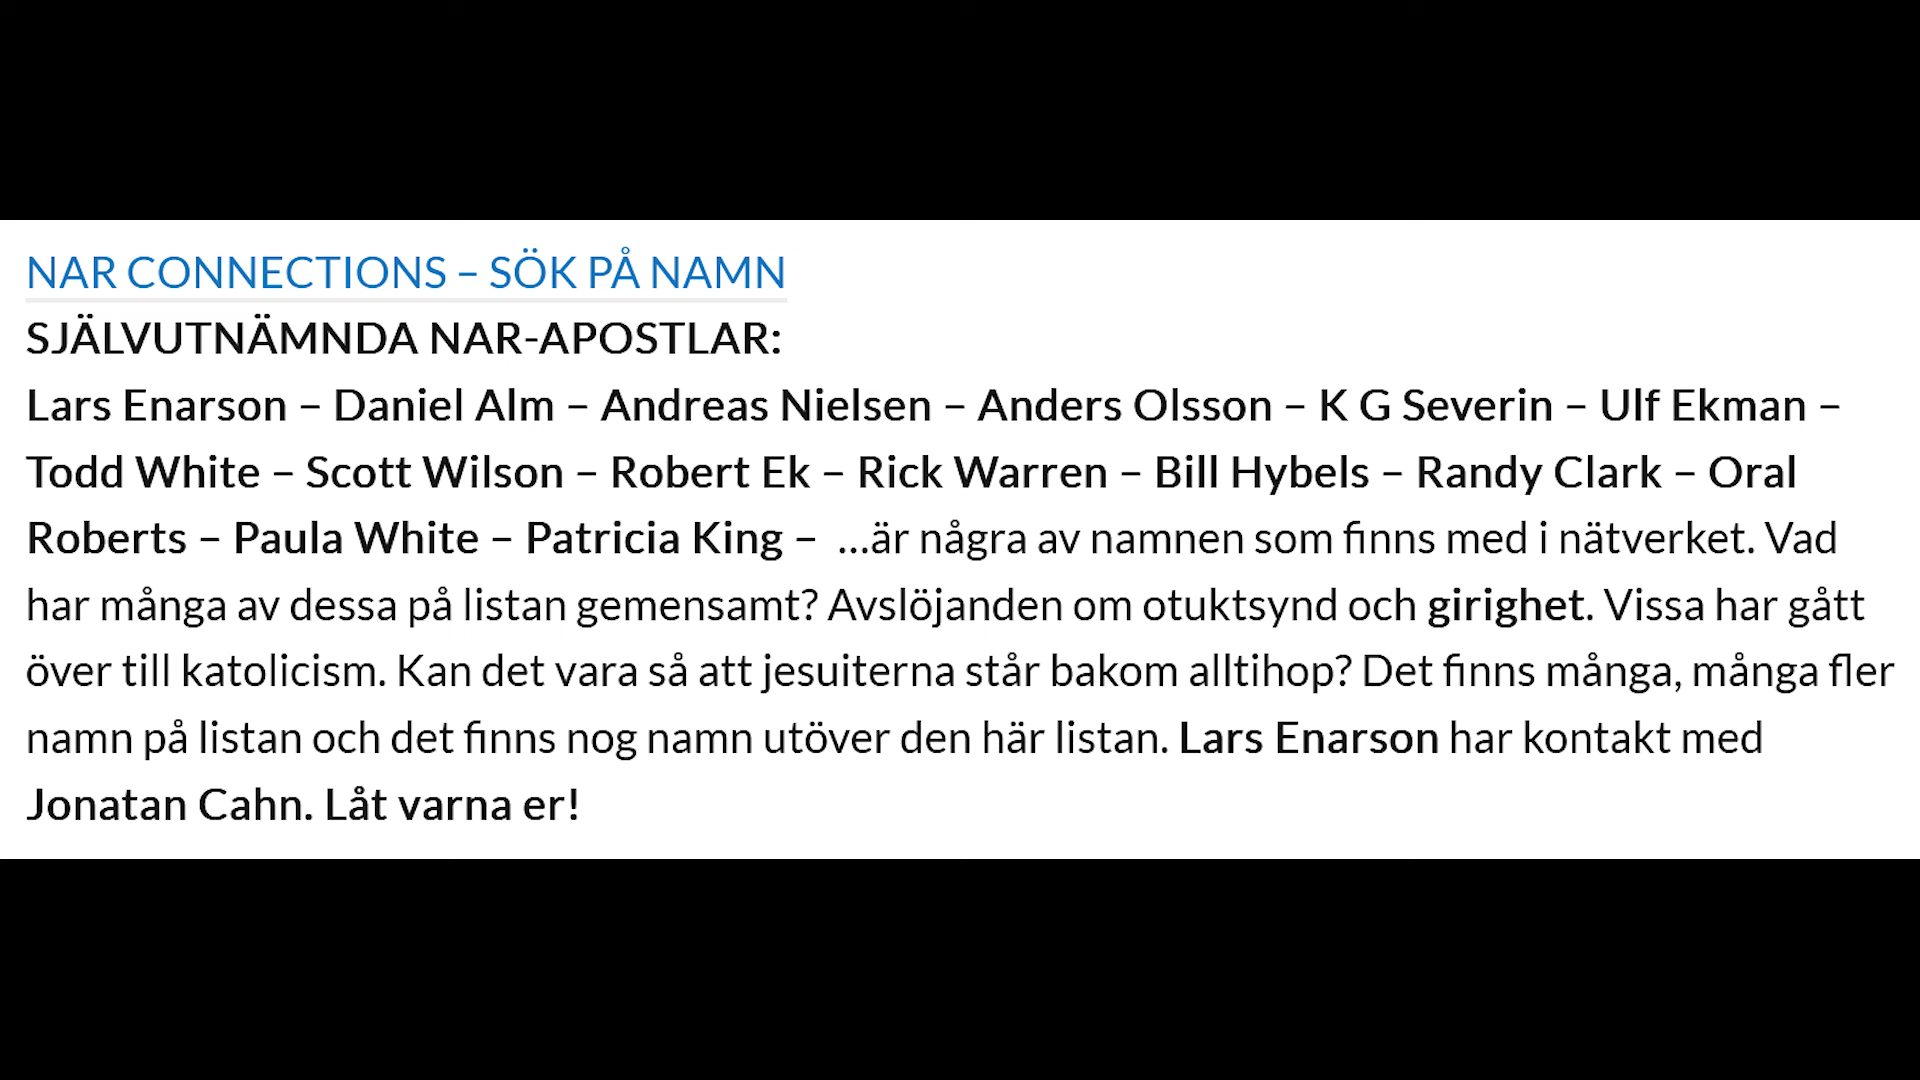 NAR CONNECTIONS – SÖK PÅ NAMN
SJÄLVUTNÄMNDA NAR-APOSTLAR:
Lars Enarson – Daniel Alm – Andreas Nielsen – Anders Olsson – K G Severin – Ulf Ekman –
Todd White – Scott Wilson – Robert Ek – Rick Warren – Bill Hybels – Randy Clark – Oral
Roberts – Paula White – Patricia King –  …är några av namnen som finns med i nätverket. Vad
har många av dessa på listan gemensamt? Avslöjanden om otuktsynd och girighet. Vissa har gått
över till katolicism. Kan det vara så att jesuiterna står bakom alltihop? Det finns många, många fler
namn på listan och det finns nog namn utöver den här listan. Lars Enarson har kontakt med
Jonatan Cahn. Låt varna er!